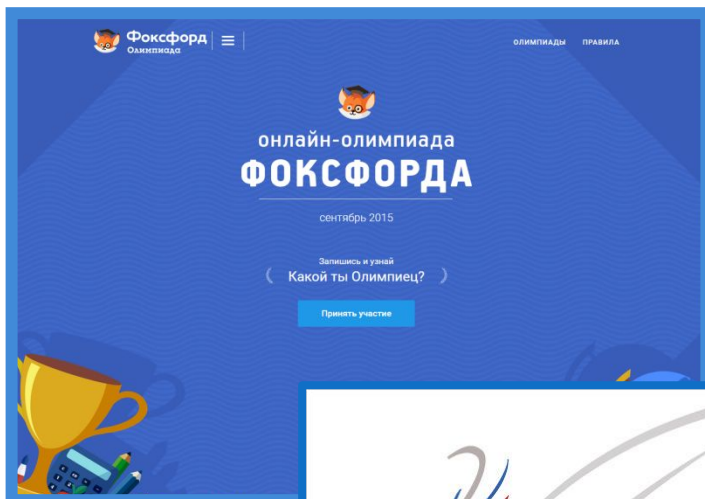 Фоксфорд
Олимпиада
ОЛИМПИАДЫ ПРАВИЛА
онлайн-олимпиада
ФОКСФОРДА
сентябрь 2015
Запишись и узнай
Какой ты Олимпиец?
Принять участие